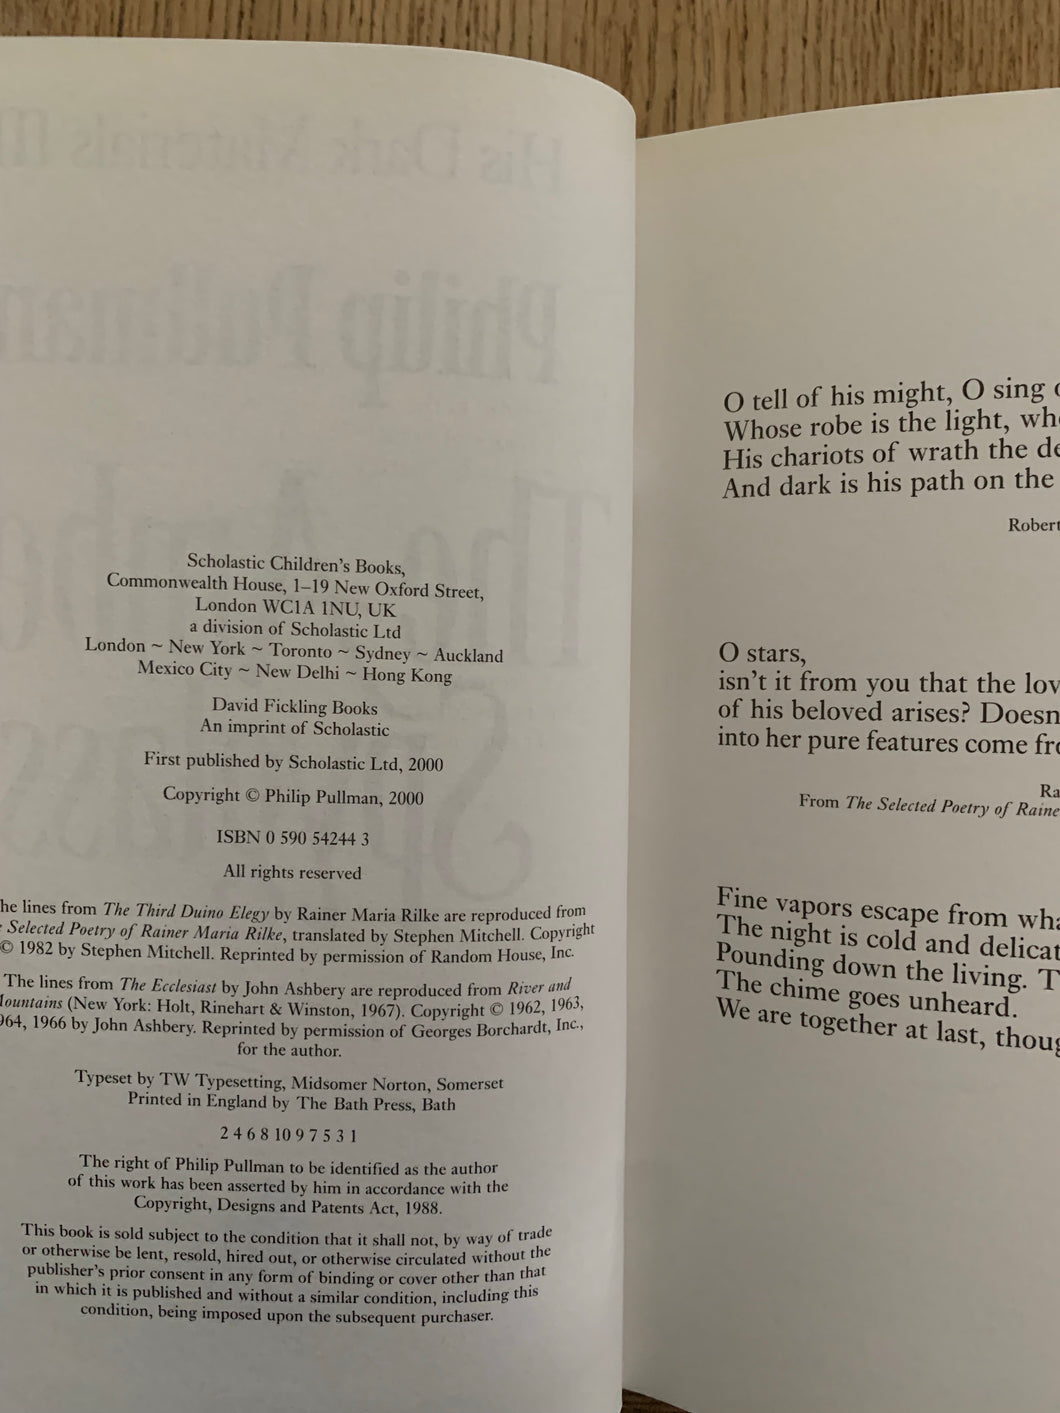 Scholastic Children's Books,
Commonwealth House, 1–19 New Oxford Street,
London WC1A 1NU, UK
a division of Scholastic Ltd
London ~ New York ~ Toronto ~ Sydney ~ Auckland
Mexico City ~ New Delhi ~ Hong Kong
David Fickling Books
An imprint of Scholastic
First published by Scholastic Ltd, 2000
Copyright © Philip Pullman, 2000
ISBN 0 590 54244 3
All rights reserved
lines from The Third Duino Elegy by Rainer Maria Rilke are reproduced from
Selected Poetry of Rainer Maria Rilke, translated by Stephen Mitchell. Copyright
© 1982 by Stephen Mitchell. Reprinted by permission of Random House, Inc.
The lines from The Ecclesiast by John Ashbery are reproduced from River and
(New York: Holt, Rinehart & Winston, 1967). Copyright © 1962, 1963,
1966 by John Ashbery. Reprinted by permission of Georges Borchardt, Inc.,
for the author.
Typeset by TW Typesetting, Midsomer Norton, Somerset
Printed in England by The Bath Press, Bath
2 4 6 8 10 9 7 5 3 1
The right of Philip Pullman to be identified as the author
of this work has been asserted by him in accordance with the
Copyright, Designs and Patents Act, 1988.
This book is sold subject to the condition that it shall not, by way of trade
or otherwise be lent, resold, hired out, or otherwise circulated without the
publisher's prior consent in any form of binding or cover other than that
in which it is published and without a similar condition, including this
condition, being imposed upon the subsequent purchaser.
O tell of his might, O sing
Whose robe is the light,
His chariots of wrath the
And dark is his path on the
Robert
O stars,
isn't it from you that the
of his beloved arises?
into her pure features come
From The Selected Poetry of
Fine vapors escape from
The night is cold and
Pounding down the living.
The chime goes unheard.
We are together at last,